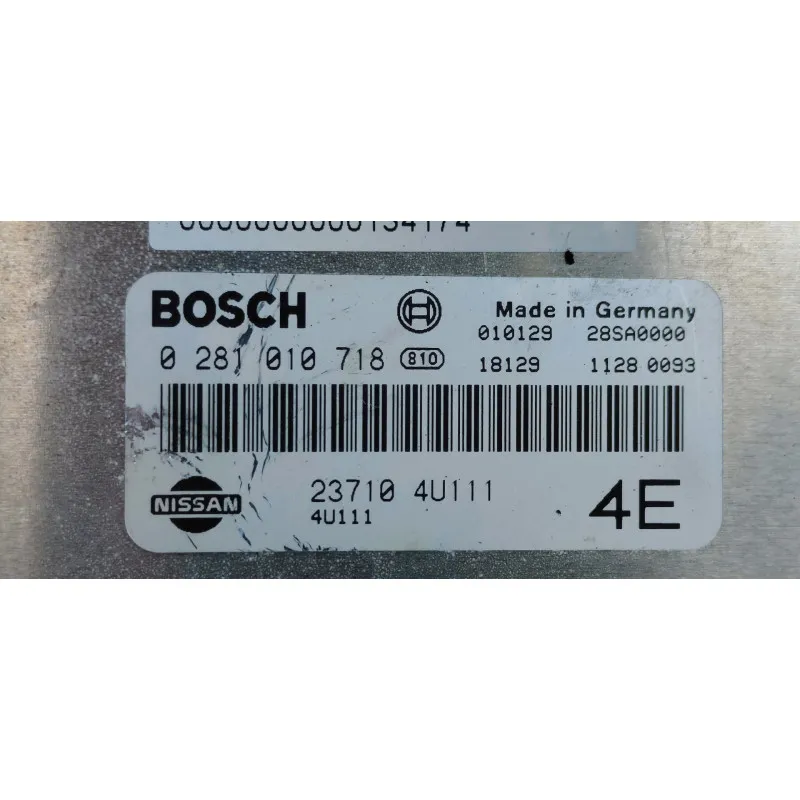 0000000000134174
BOSCH Made in Germany
010129 28SA0000
0 281 010 718 810 18129 1128 0093
NISSAN 23710 4U111 4E
4U111